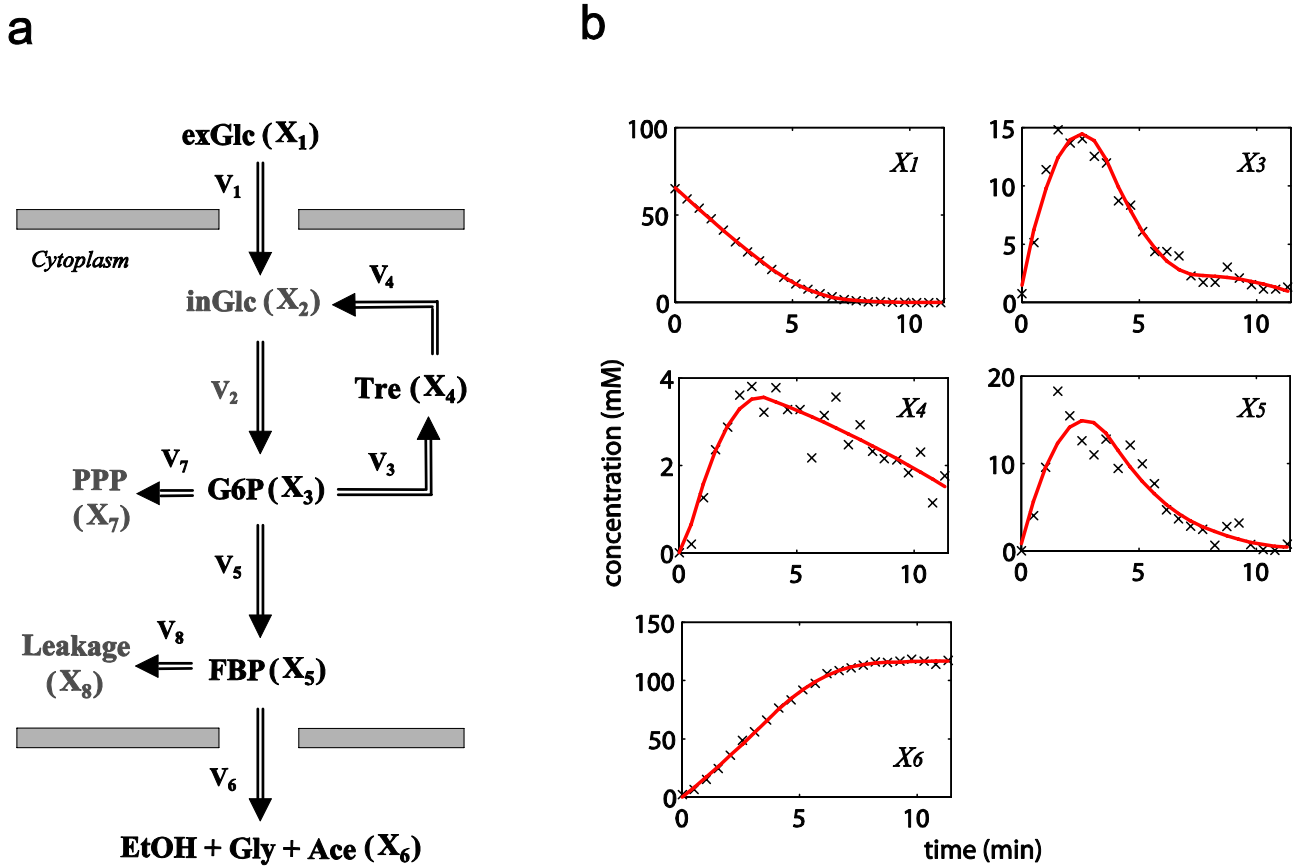 a
exGlc (X1)
V1
Cytoplasm
inGlc (X2)
V4
V2
Tre (X4)
V7
V3
PPP
(X7)
G6P (X3)
V5
V8
Leakage
(X8)
FBP (X5)
V6
EtOH + Gly + Ace (X6)
b
100
50
0
0 5 10
X1
15
10
5
0
0 5 10
X3
concentration (mM)
4
2
0
0 5 10
X4
20
10
0
0 5 10
X5
150
100
50
0
0 5 10
X6
time (min)